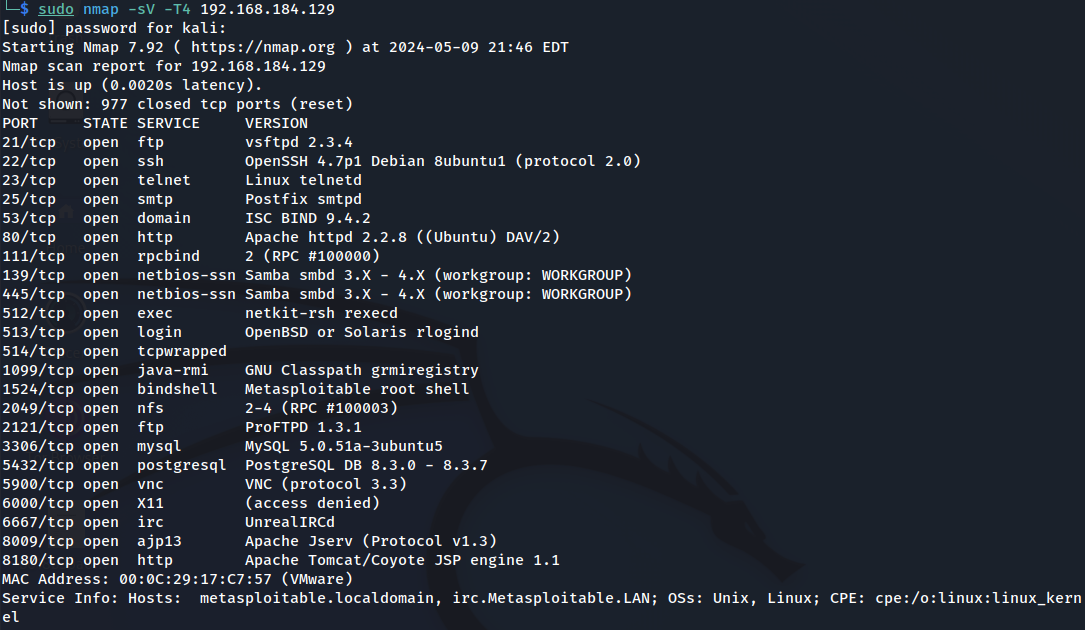 └─$ sudo nmap -sV -T4 192.168.184.129
[sudo] password for kali:
Starting Nmap 7.92 ( https://nmap.org ) at 2024-05-09 21:46 EDT
Nmap scan report for 192.168.184.129
Host is up (0.0020s latency).
Not shown: 977 closed tcp ports (reset)
PORT     STATE SERVICE     VERSION
21/tcp   open  ftp         vsftpd 2.3.4
22/tcp   open  ssh         OpenSSH 4.7p1 Debian 8ubuntu1 (protocol 2.0)
23/tcp   open  telnet      Linux telnetd
25/tcp   open  smtp        Postfix smtpd
53/tcp   open  domain      ISC BIND 9.4.2
80/tcp   open  http        Apache httpd 2.2.8 ((Ubuntu) DAV/2)
111/tcp  open  rpcbind     2 (RPC #100000)
139/tcp  open  netbios-ssn Samba smbd 3.X - 4.X (workgroup: WORKGROUP)
445/tcp  open  netbios-ssn Samba smbd 3.X - 4.X (workgroup: WORKGROUP)
512/tcp  open  exec        netkit-rsh rexecd
513/tcp  open  login       OpenBSD or Solaris rlogind
514/tcp  open  tcpwrapped
1099/tcp open  java-rmi    GNU Classpath grmiregistry
1524/tcp open  bindshell   Metasploitable root shell
2049/tcp open  nfs         2-4 (RPC #100003)
2121/tcp open  ftp         ProFTPD 1.3.1
3306/tcp open  mysql       MySQL 5.0.51a-3ubuntu5
5432/tcp open  postgresql  PostgreSQL DB 8.3.0 - 8.3.7
5900/tcp open  vnc         VNC (protocol 3.3)
6000/tcp open  X11         (access denied)
6667/tcp open  irc         UnrealIRCd
8009/tcp open  ajp13       Apache Jserv (Protocol v1.3)
8180/tcp open  http        Apache Tomcat/Coyote JSP engine 1.1
MAC Address: 00:0C:29:17:C7:57 (VMware)
Service Info: Hosts:  metasploitable.localdomain, irc.Metasploitable.LAN; OSs: Unix, Linux; CPE: cpe:/o:linux:linux_kern
el